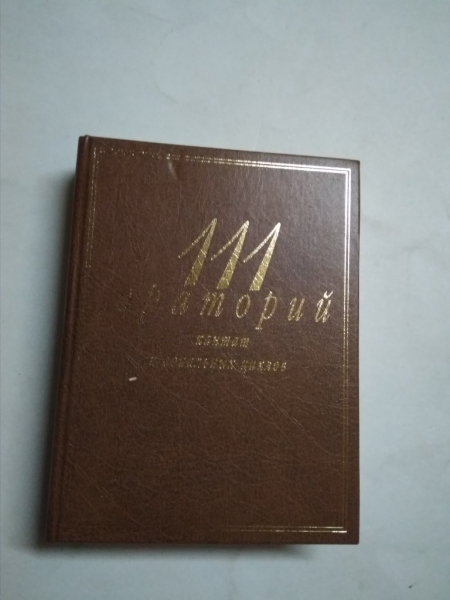 111
ораторий
кантат
и вокальных циклов